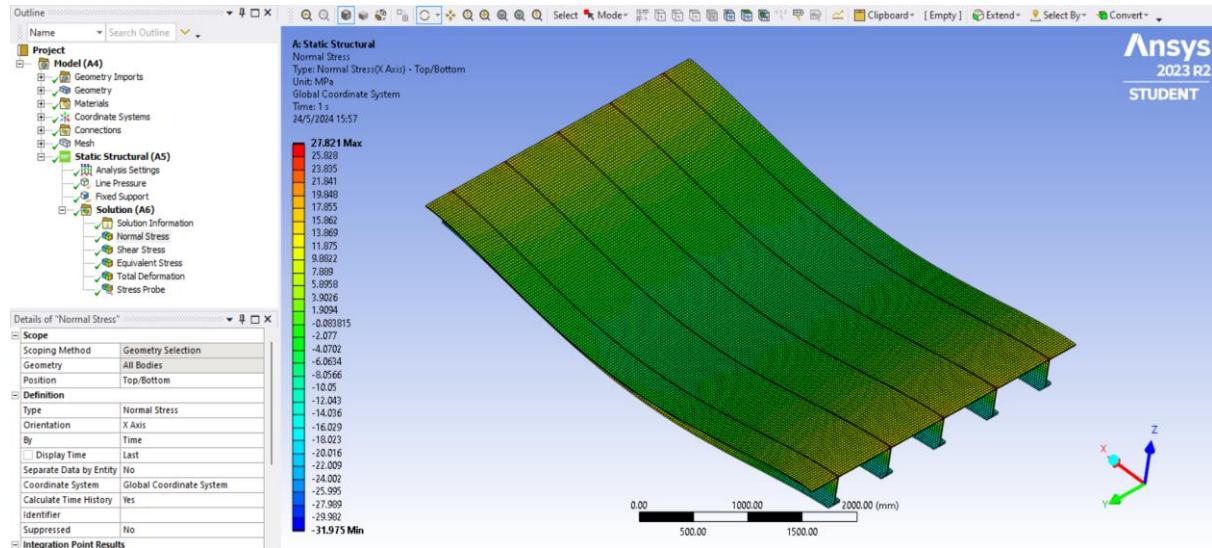 Outline
Name
Search Outline
Project
Model (A4)
Geometry Imports
Geometry
Materials
Coordinate Systems
Connections
Mesh
Static Structural (A5)
Analysis Settings
Line Pressure
Fixed Support
Solution (A6)
Solution Information
Normal Stress
Shear Stress
Equivalent Stress
Total Deformation
Stress Probe
Details of "Normal Stress"
Scope
Scoping Method Geometry Selection
Geometry All Bodies
Position Top/Bottom
Definition
Type Normal Stress
Orientation X Axis
By Time
Display Time Last
Separate Data by Entity No
Coordinate System Global Coordinate System
Calculate Time History Yes
Identifier
Suppressed No
Integration Point Results
Select Mode Clipboard [ Empty ] Extend Select By Convert
A: Static Structural
Normal Stress
Type: Normal Stress(X Axis) - Top/Bottom
Unit: MPa
Global Coordinate System
Time: 1 s
24/5/2024 15:57
27.821 Max
25.828
23.835
21.841
19.848
17.855
15.862
13.869
11.875
9.8822
7.889
5.8958
3.9026
1.9094
-0.083815
-2.077
-4.0702
-6.0634
-8.0566
-10.05
-12.043
-14.036
-16.029
-18.023
-20.016
-22.009
-24.002
-25.995
-27.989
-29.982
-31.975 Min
Ansys
2023 R2
STUDENT
0.00 1000.00 2000.00 (mm)
500.00 1500.00
Z
X
Y